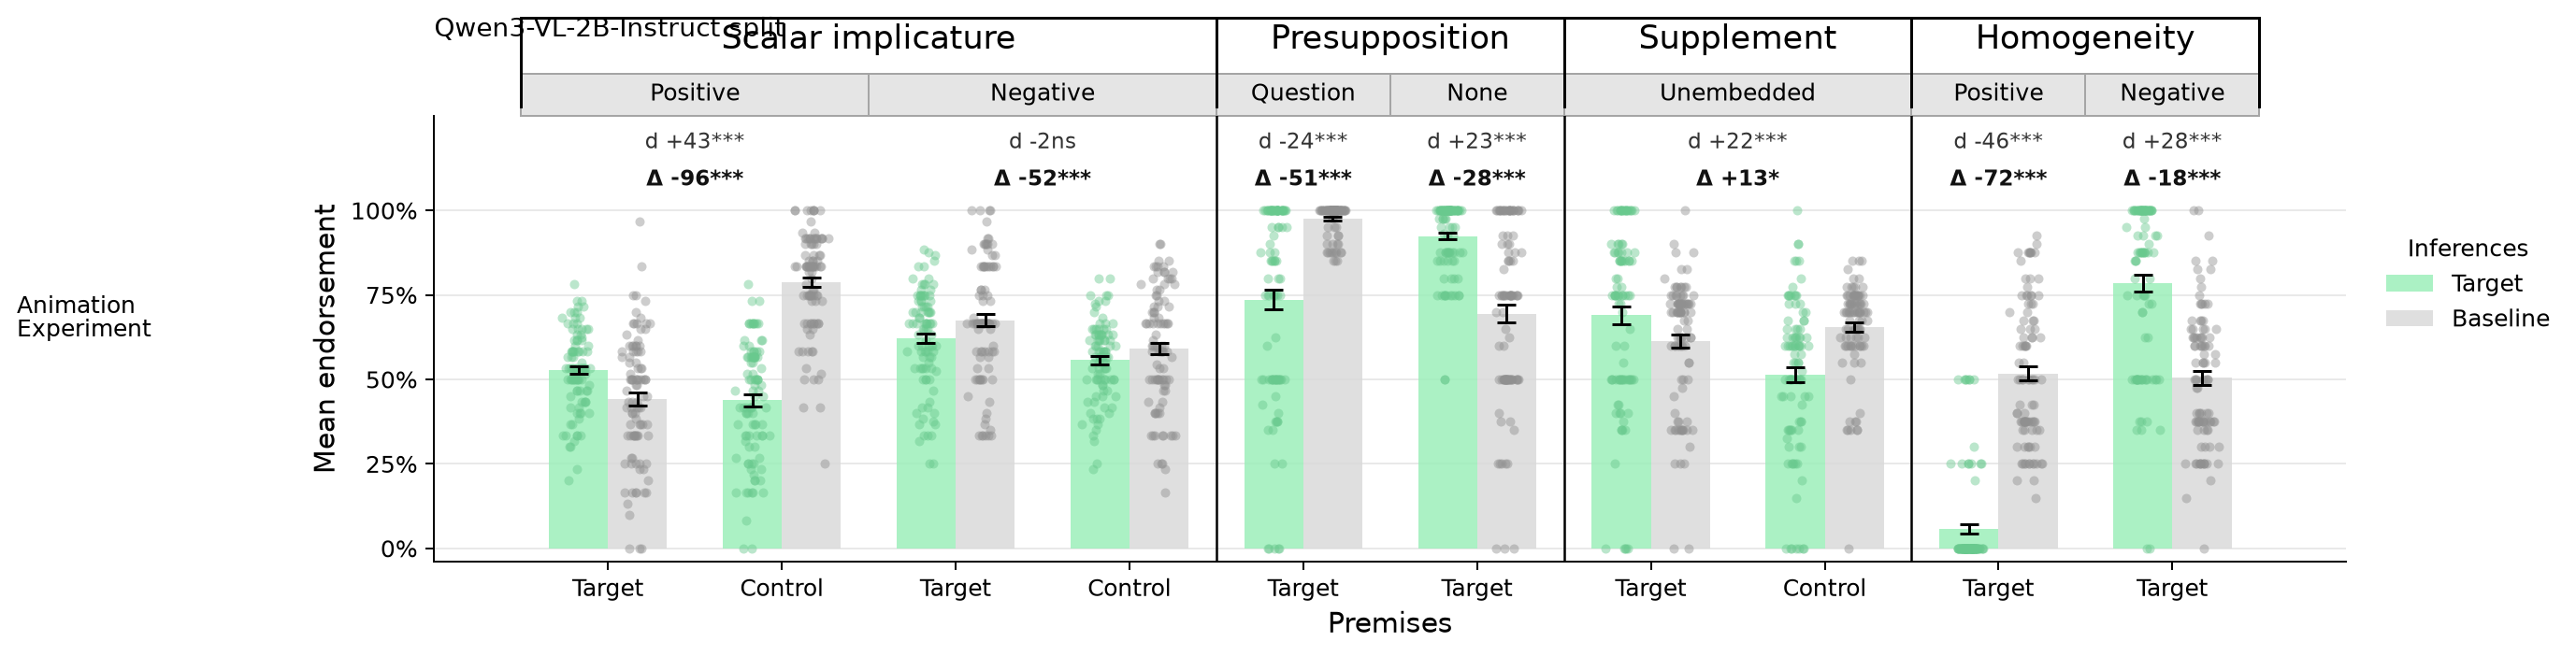 Qwen3-VL-2B-Instruct split
Scalar implicature Presupposition Supplement Homogeneity
Positive Negative Question None Unembedded Positive Negative
d +43*** d -2ns d -24*** d +23*** d +22*** d -46*** d +28***
Δ -96*** Δ -52*** Δ -51*** Δ -28*** Δ +13* Δ -72*** Δ -18***
Animation
Experiment
Mean endorsement
100%
75%
50%
25%
0%
Target Control Target Control Target Target Target Control Target Target
Premises
Inferences
Target
Baseline